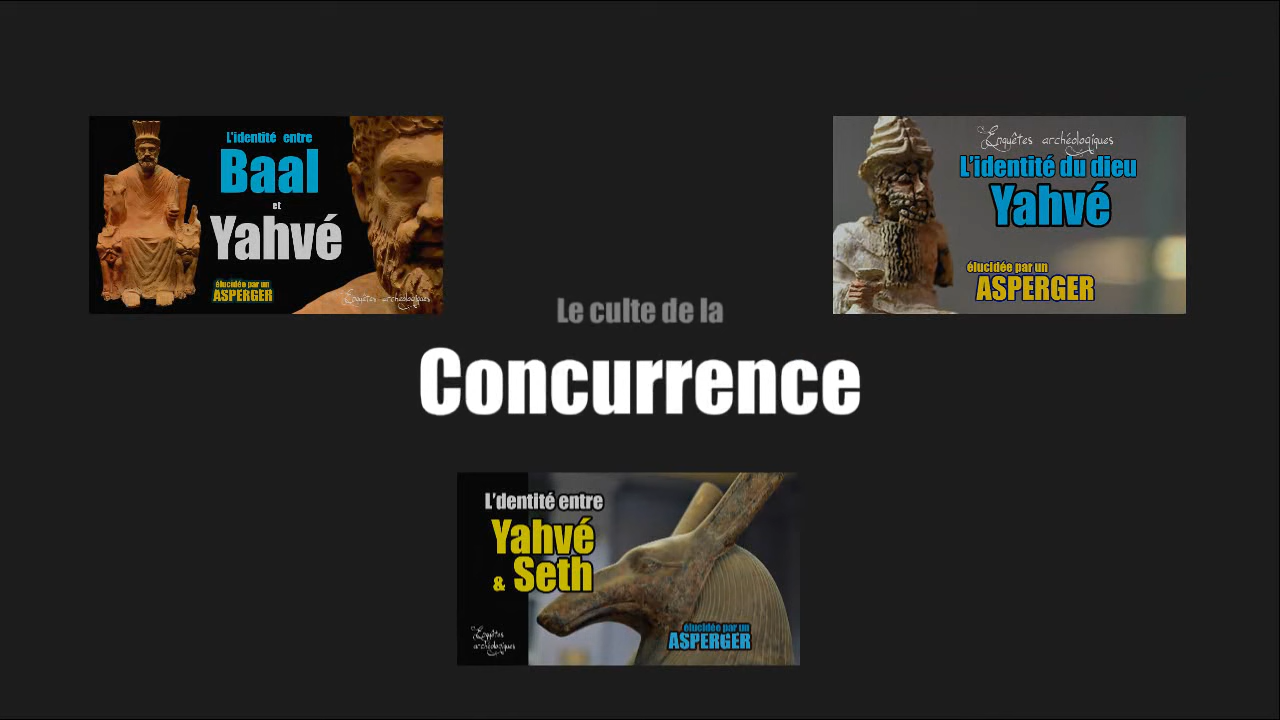 L'identité entre
Baal
et
Yahvé
élucidée par un
ASPERGER
Enquêtes archéologiques
Enquêtes archéologiques
L'identité du dieu
Yahvé
élucidée par un
ASPERGER
Le culte de la
Concurrence
L'dentité entre
Yahvé
& Seth
Enquêtes
archéologiques
élucidée par un
ASPERGER